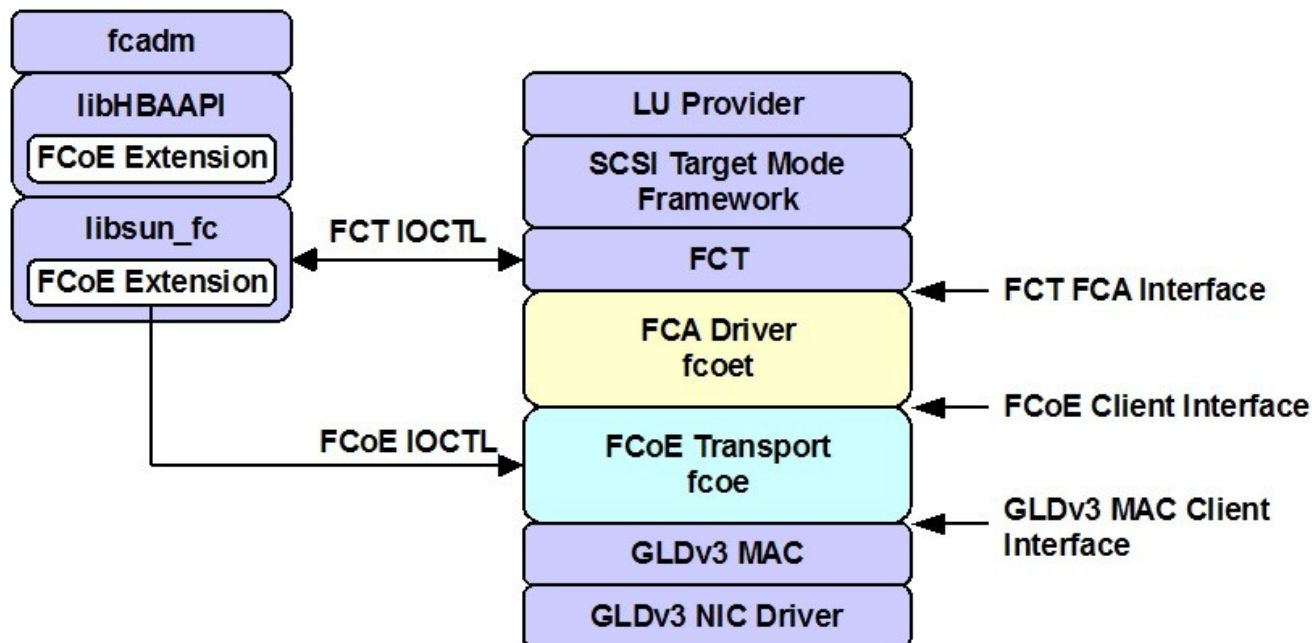 fcadm
libHBAAPI
FCoE Extension
libsun_fc
FCoE Extension
FCT IOCTL
FCoE IOCTL
LU Provider
SCSI Target Mode
Framework
FCT
FCA Driver
fcoet
FCoE Transport
fcoe
GLDv3 MAC
GLDv3 NIC Driver
FCT FCA Interface
FCoE Client Interface
GLDv3 MAC Client
Interface